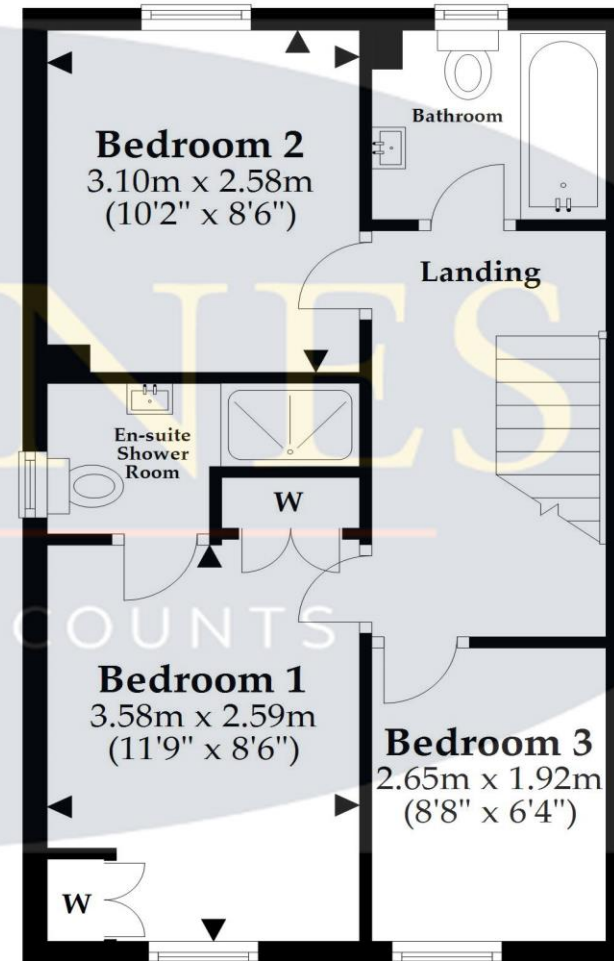 Bedroom 2
3.10m x 2.58m
(10'2" x 8'6")
Bathroom
Landing
NES
En-suite
Shower
Room
W
COUNTS
Bedroom 1
3.58m x 2.59m
(11'9" x 8'6")
Bedroom 3
2.65m x 1.92m
(8'8" x 6'4")
W